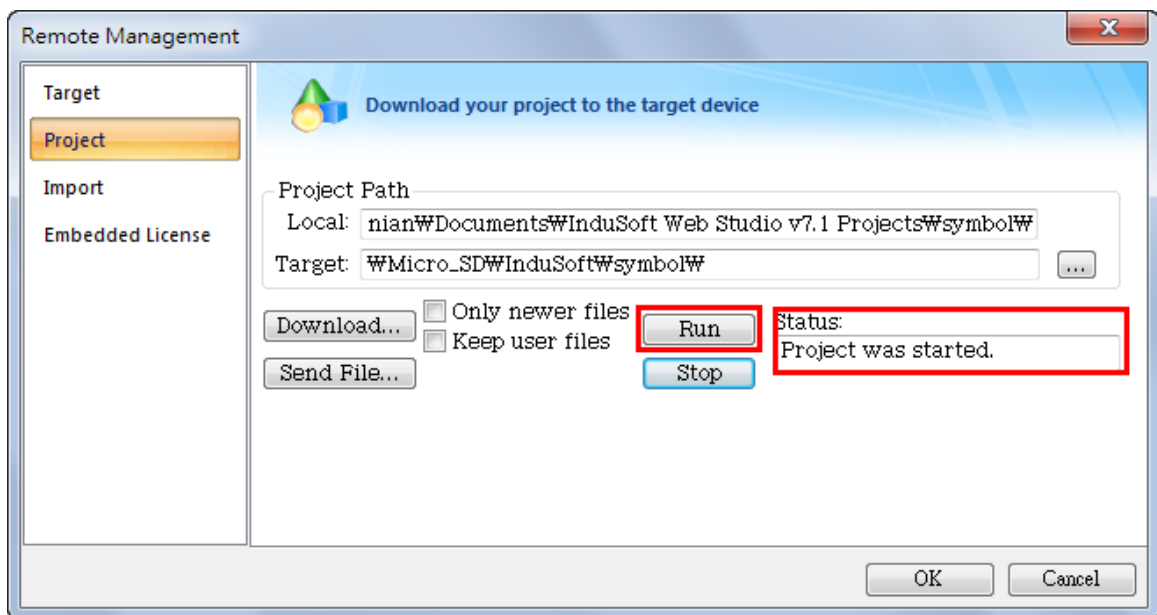 Remote Management
X
Target
Project
Import
Embedded License
Download your project to the target device
Project Path
Local: nian₩Documents₩InduSoft Web Studio v7.1 Projects₩symbol₩
Target: ₩Micro_SD₩InduSoft₩symbol₩ ...
Download... Only newer files Run Status:
Keep user files Project was started.
Send File... Stop
OK Cancel